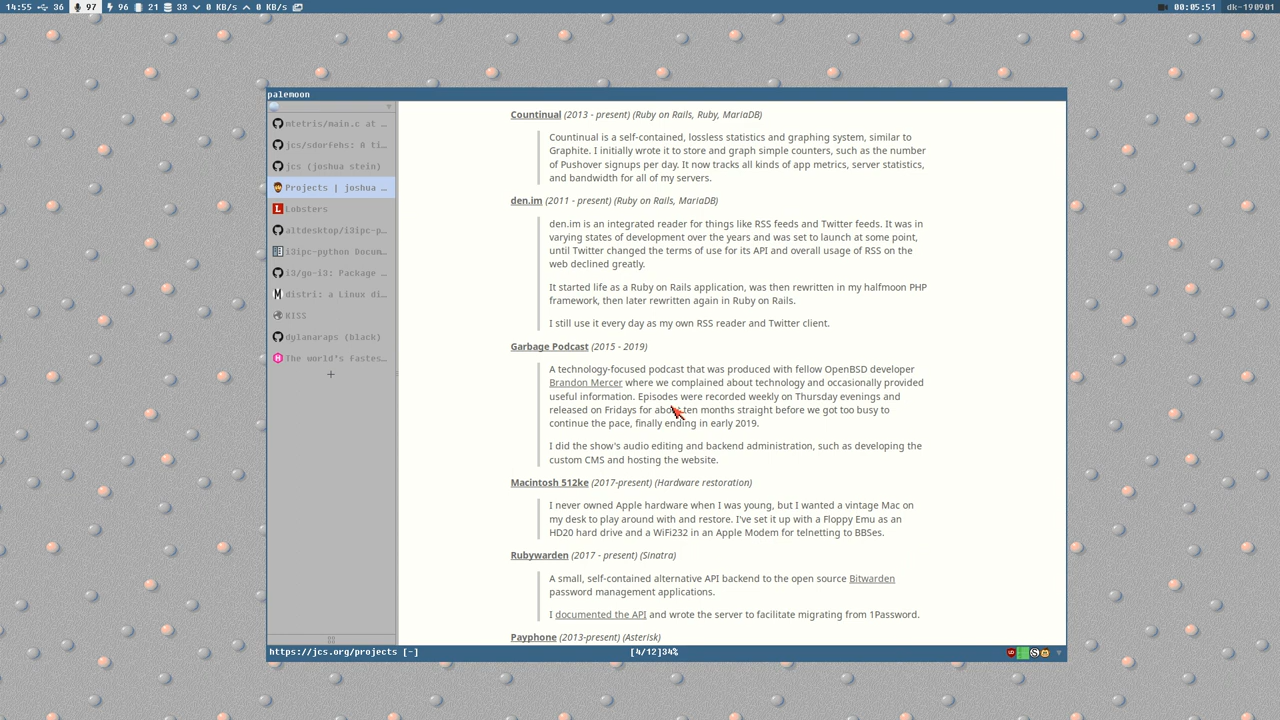 14:55 36 97 96 21 33 0 KB/s 0 KB/s 00:05:51 dk-190901
palemoon
mtetris/main.c at …
jcs/sdorfehs: A ti…
jcs (joshua stein)
Projects | joshua …
Lobsters
altdesktop/i3ipc-p…
i3ipc-python Docum…
i3/go-i3: Package …
distri: a Linux di…
KISS
dylanaraps (black)
The world's fastes…
+
Countinual (2013 - present) (Ruby on Rails, Ruby, MariaDB)
Countinual is a self-contained, lossless statistics and graphing system, similar to
Graphite. I initially wrote it to store and graph simple counters, such as the number
of Pushover signups per day. It now tracks all kinds of app metrics, server statistics,
and bandwidth for all of my servers.
den.im (2011 - present) (Ruby on Rails, MariaDB)
den.im is an integrated reader for things like RSS feeds and Twitter feeds. It was in
varying states of development over the years and was set to launch at some point,
until Twitter changed the terms of use for its API and overall usage of RSS on the
web declined greatly.
It started life as a Ruby on Rails application, was then rewritten in my halfmoon PHP
framework, then later rewritten again in Ruby on Rails.
I still use it every day as my own RSS reader and Twitter client.
Garbage Podcast (2015 - 2019)
A technology-focused podcast that was produced with fellow OpenBSD developer
Brandon Mercer where we complained about technology and occasionally provided
useful information. Episodes were recorded weekly on Thursday evenings and
released on Fridays for about ten months straight before we got too busy to
continue the pace, finally ending in early 2019.
I did the show's audio editing and backend administration, such as developing the
custom CMS and hosting the website.
Macintosh 512ke (2017-present) (Hardware restoration)
I never owned Apple hardware when I was young, but I wanted a vintage Mac on
my desk to play around with and restore. I've set it up with a Floppy Emu as an
HD20 hard drive and a WiFi232 in an Apple Modem for telnetting to BBSes.
Rubywarden (2017 - present) (Sinatra)
A small, self-contained alternative API backend to the open source Bitwarden
password management applications.
I documented the API and wrote the server to facilitate migrating from 1Password.
Payphone (2013-present) (Asterisk)
https://jcs.org/projects [-] [4/12]34%